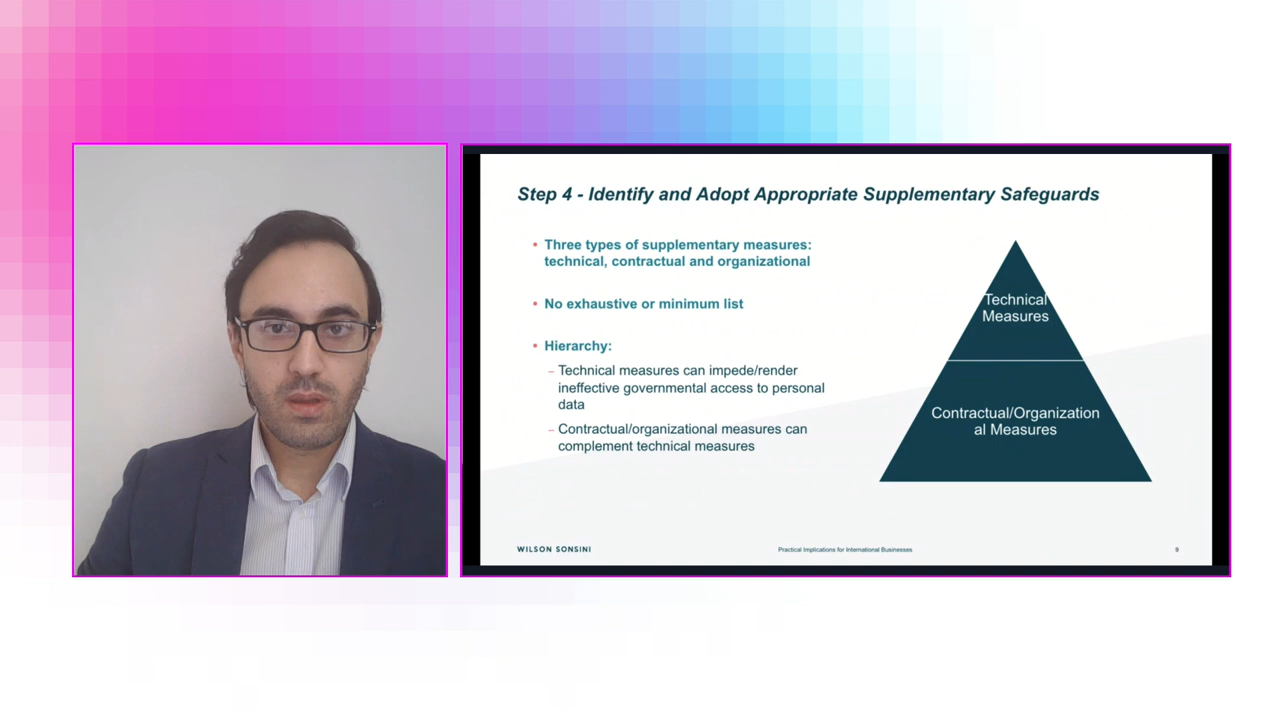 Step 4 - Identify and Adopt Appropriate Supplementary Safeguards
• Three types of supplementary measures:
technical, contractual and organizational
• No exhaustive or minimum list
• Hierarchy:
– Technical measures can impede/render
ineffective governmental access to personal
data
– Contractual/organizational measures can
complement technical measures
Technical
Measures
Contractual/Organization
al Measures
WILSON SONSINI
Practical Implications for International Businesses
9